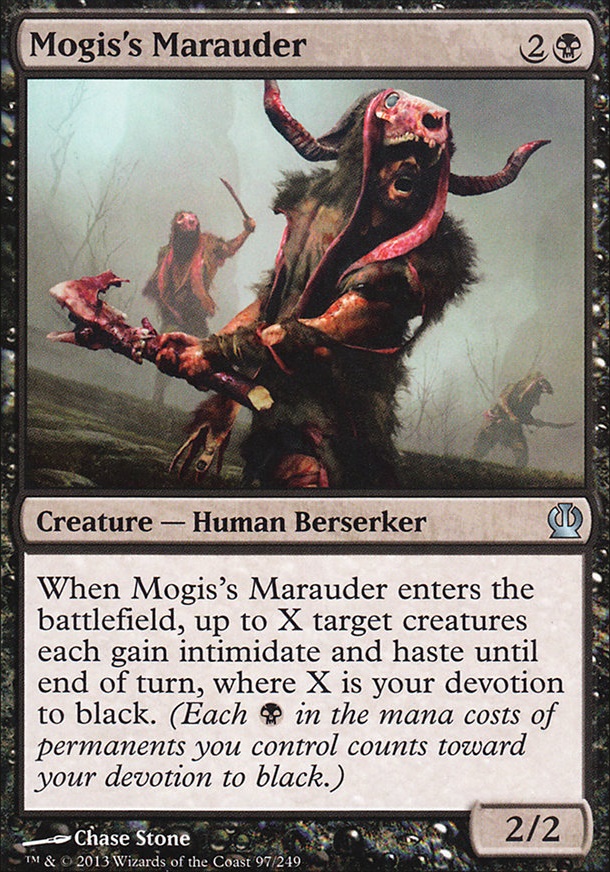 Mogis's Marauder 2
Creature — Human Berserker
When Mogis's Marauder enters the
battlefield, up to X target creatures
each gain intimidate and haste until
end of turn, where X is your devotion
to black. (Each in the mana costs of
permanents you control counts toward
your devotion to black.)
2/2
Chase Stone
™ & © 2013 Wizards of the Coast 97/249